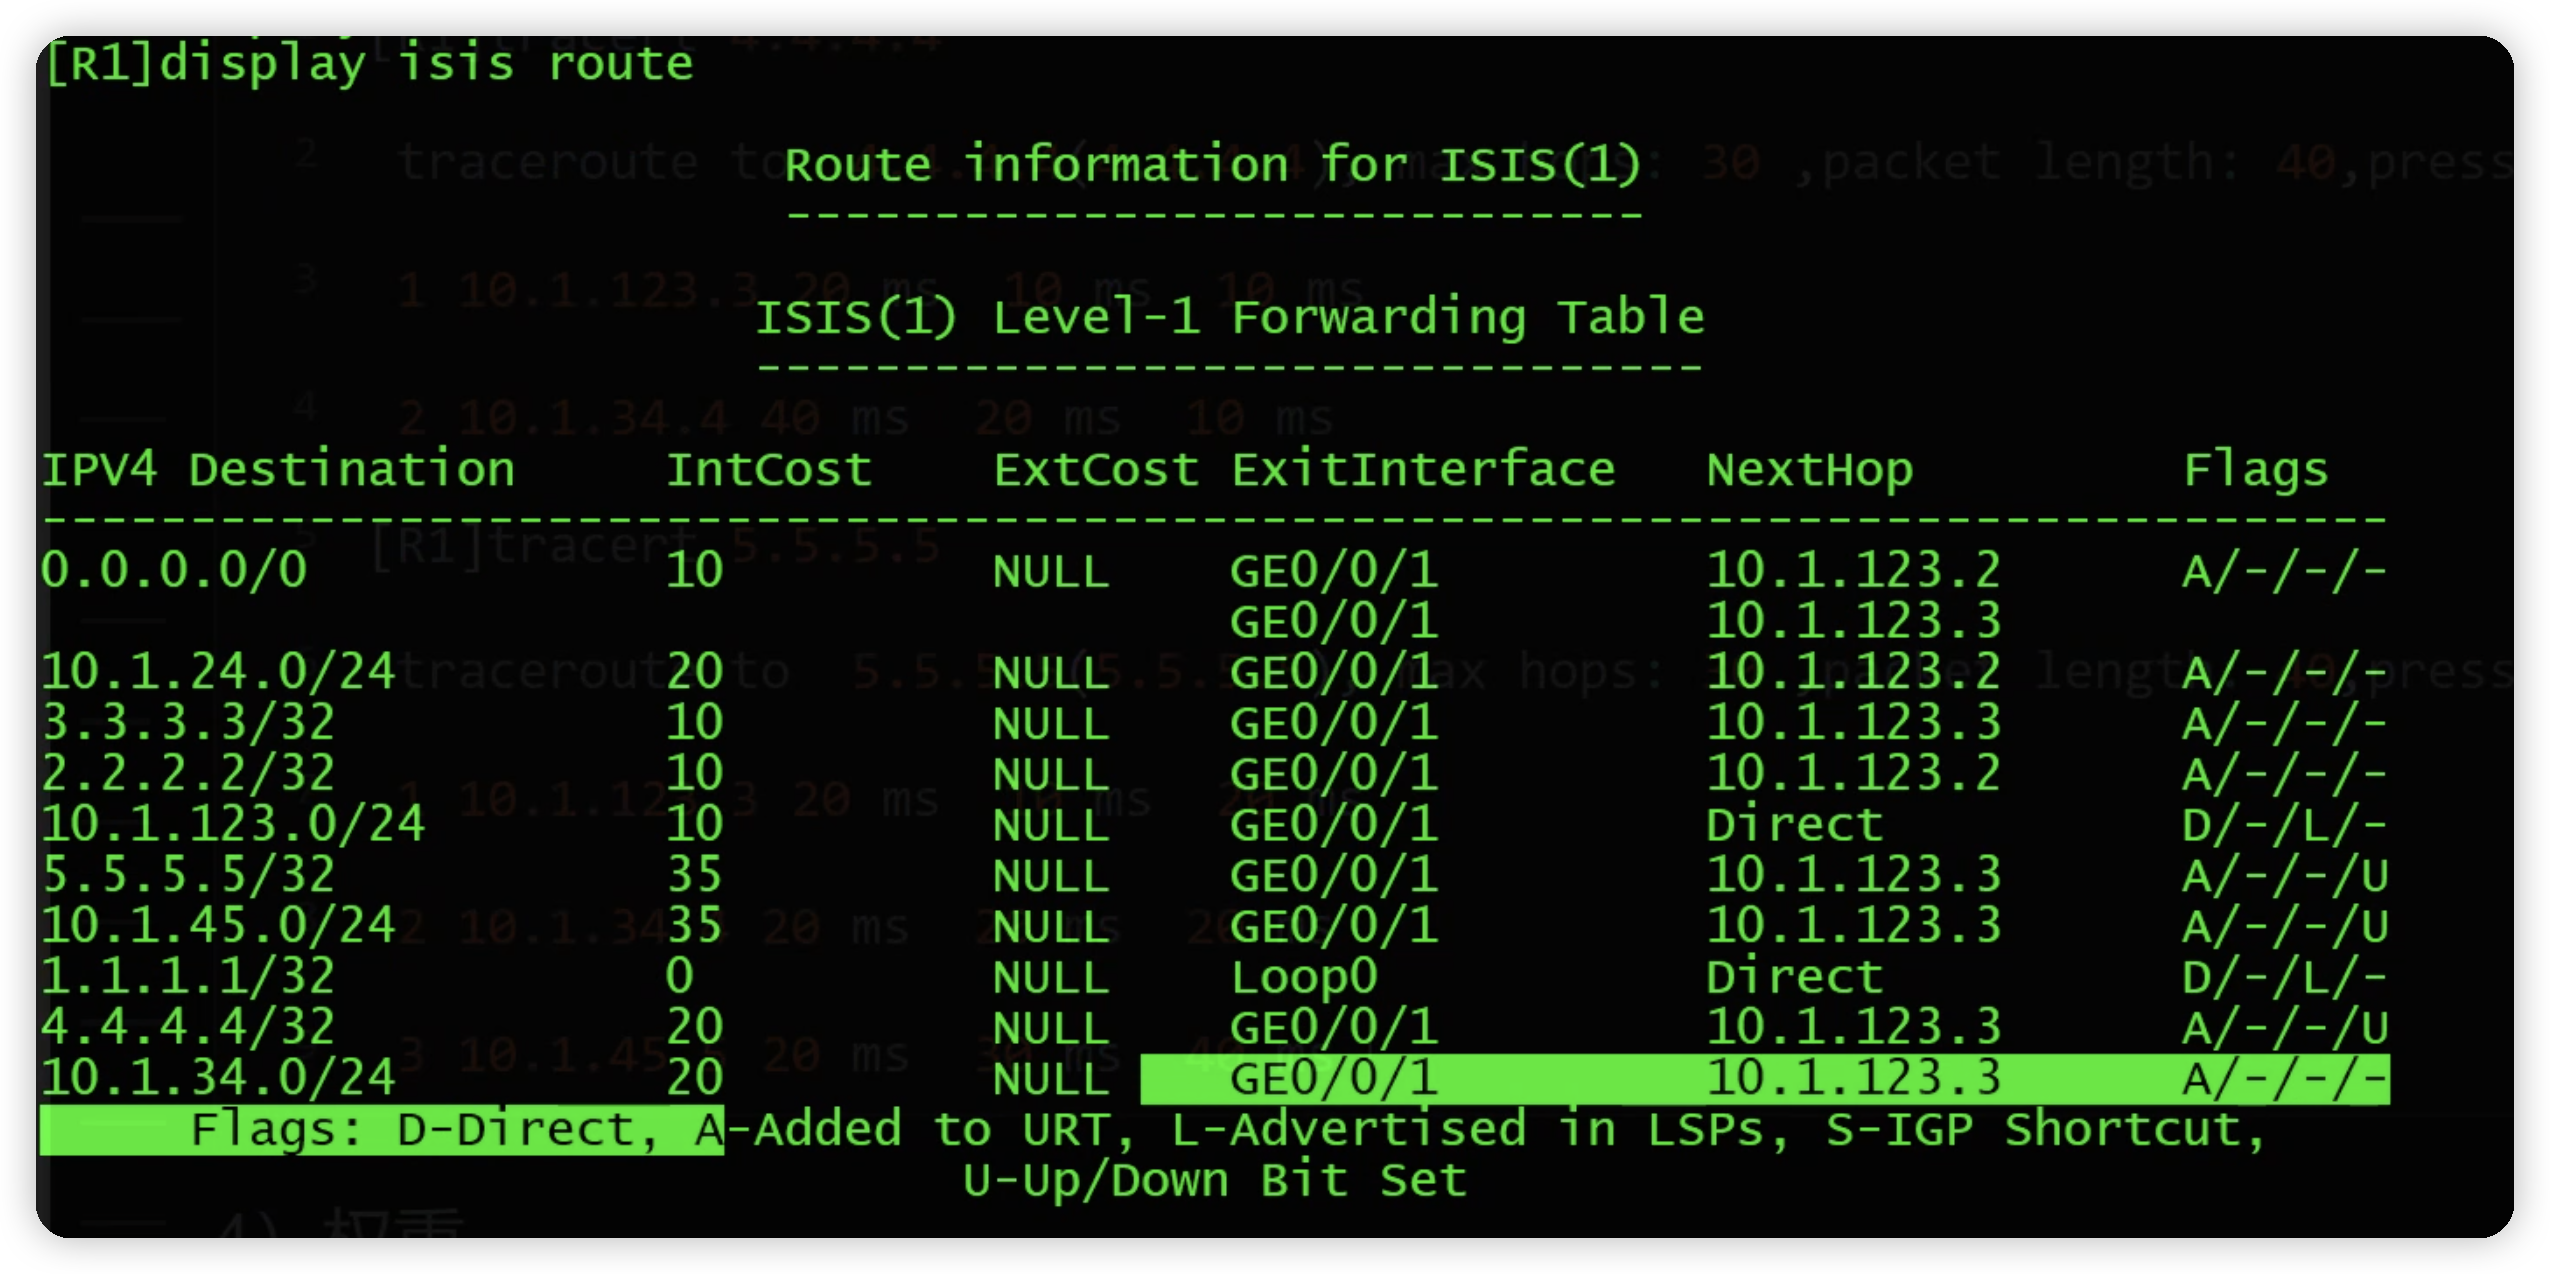 [R1]display isis route
Route information for ISIS(1)
-----------------------------
ISIS(1) Level-1 Forwarding Table
--------------------------------
IPV4 Destination IntCost ExtCost ExitInterface NextHop Flags
--------------------------------------------------------------------------------
0.0.0.0/0 10 NULL GE0/0/1 10.1.123.2 A/-/-/-
GE0/0/1 10.1.123.3
10.1.24.0/24 20 NULL GE0/0/1 10.1.123.2 A/-/-/-
3.3.3.3/32 10 NULL GE0/0/1 10.1.123.3 A/-/-/-
2.2.2.2/32 10 NULL GE0/0/1 10.1.123.2 A/-/-/-
10.1.123.0/24 10 NULL GE0/0/1 Direct D/-/L/-
5.5.5.5/32 35 NULL GE0/0/1 10.1.123.3 A/-/-/U
10.1.45.0/24 35 NULL GE0/0/1 10.1.123.3 A/-/-/U
1.1.1.1/32 0 NULL Loop0 Direct D/-/L/-
4.4.4.4/32 20 NULL GE0/0/1 10.1.123.3 A/-/-/U
10.1.34.0/24 20 NULL GE0/0/1 10.1.123.3 A/-/-/-
Flags: D-Direct, A-Added to URT, L-Advertised in LSPs, S-IGP Shortcut,
U-Up/Down Bit Set